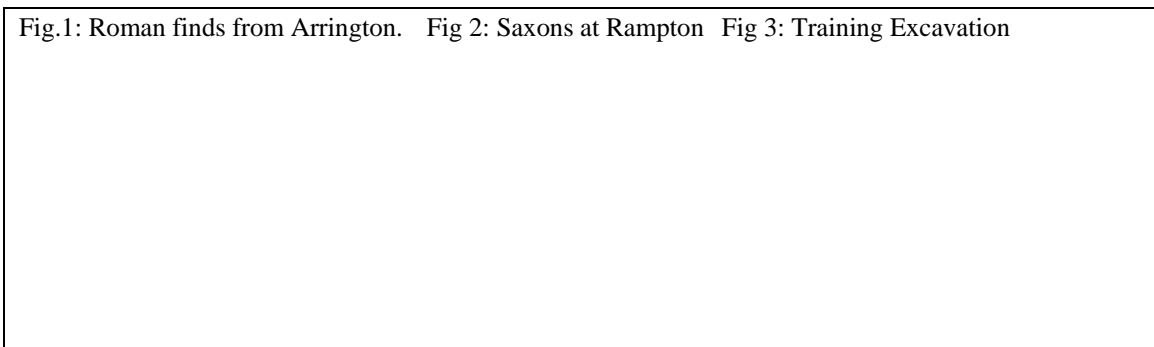 Fig.1: Roman finds from Arrington. Fig 2: Saxons at Rampton Fig 3: Training Excavation